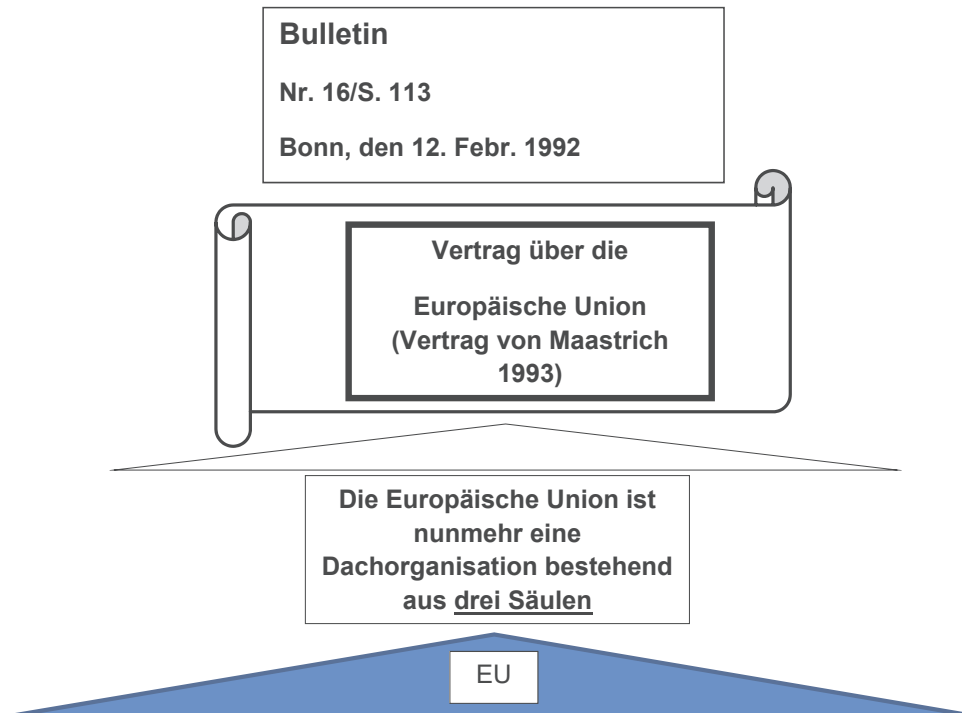 Bulletin
Nr. 16/S. 113
Bonn, den 12. Febr. 1992
Vertrag über die
Europäische Union
(Vertrag von Maastrich
1993)
Die Europäische Union ist
nunmehr eine
Dachorganisation bestehend
aus drei Säulen
EU